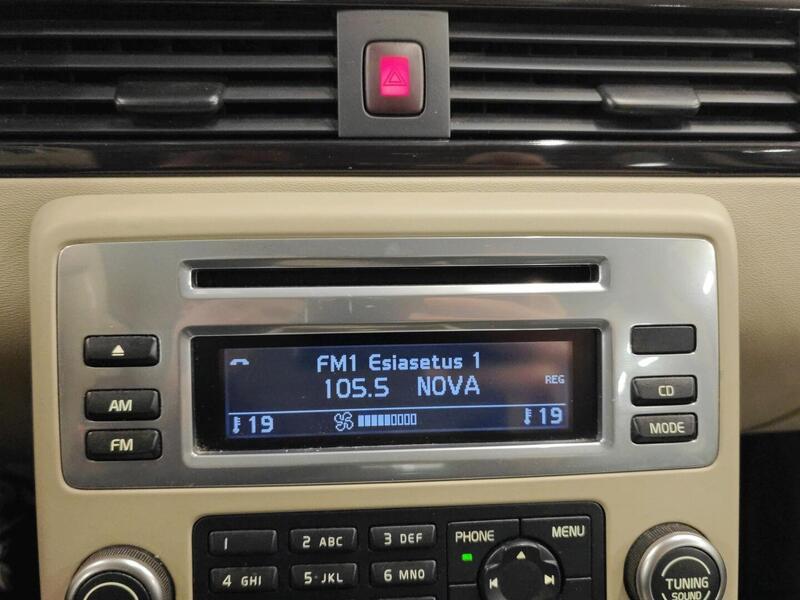 FM1 Esiasetus 1
105.5 NOVA
REG
19
19
AM
FM
CD
MODE
1
2 ABC
3 DEF
4 GHI
5 JKL
6 MNO
PHONE
MENU
TUNING
SOUND